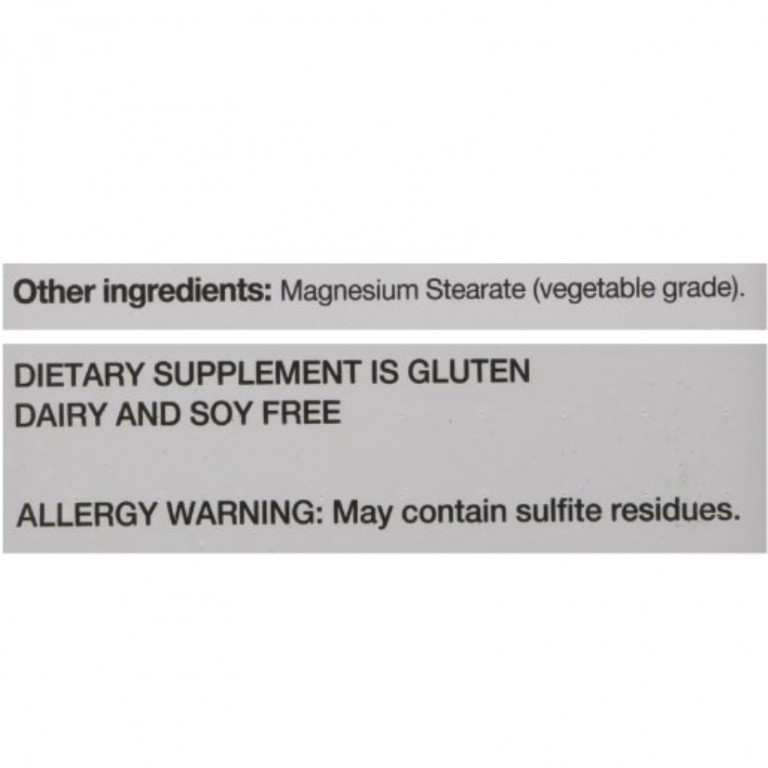 Other ingredients: Magnesium Stearate (vegetable grade).
DIETARY SUPPLEMENT IS GLUTEN
DAIRY AND SOY FREE
ALLERGY WARNING: May contain sulfite residues.